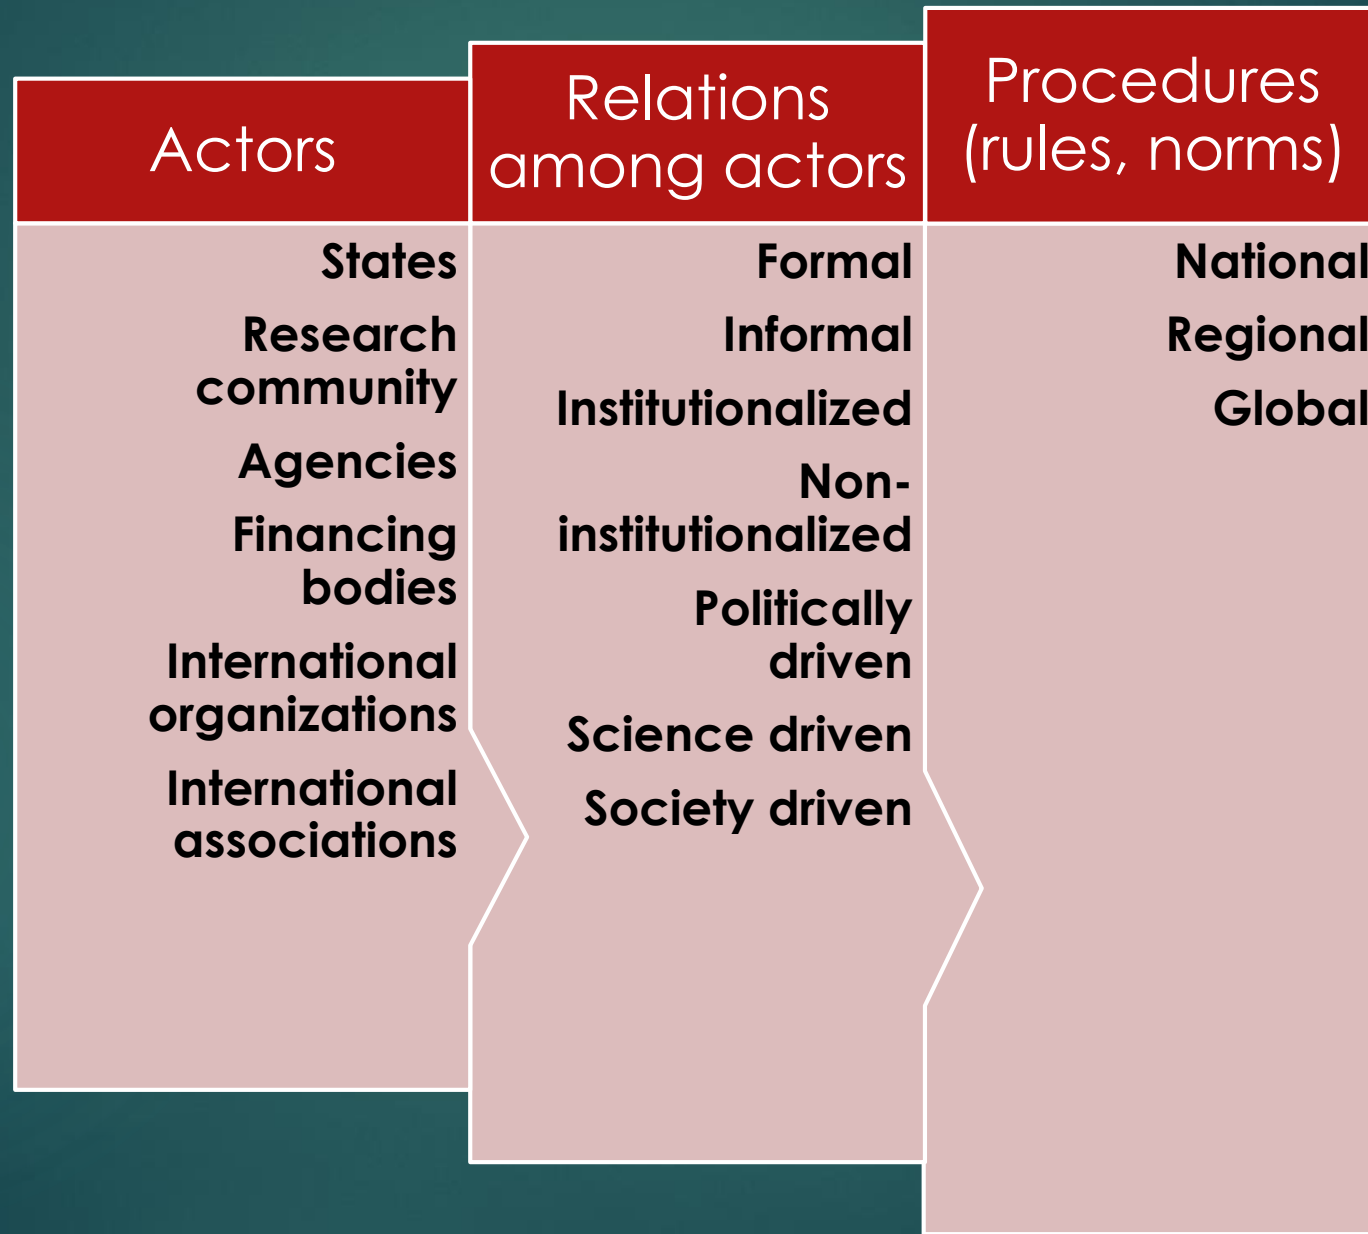 Actors
States
Research
community
Agencies
Financing
bodies
International
organizations
International
associations
Relations
among actors
Formal
Informal
Institutionalized
Non-
institutionalized
Politically
driven
Science driven
Society driven
Procedures
(rules, norms)
National
Regional
Global